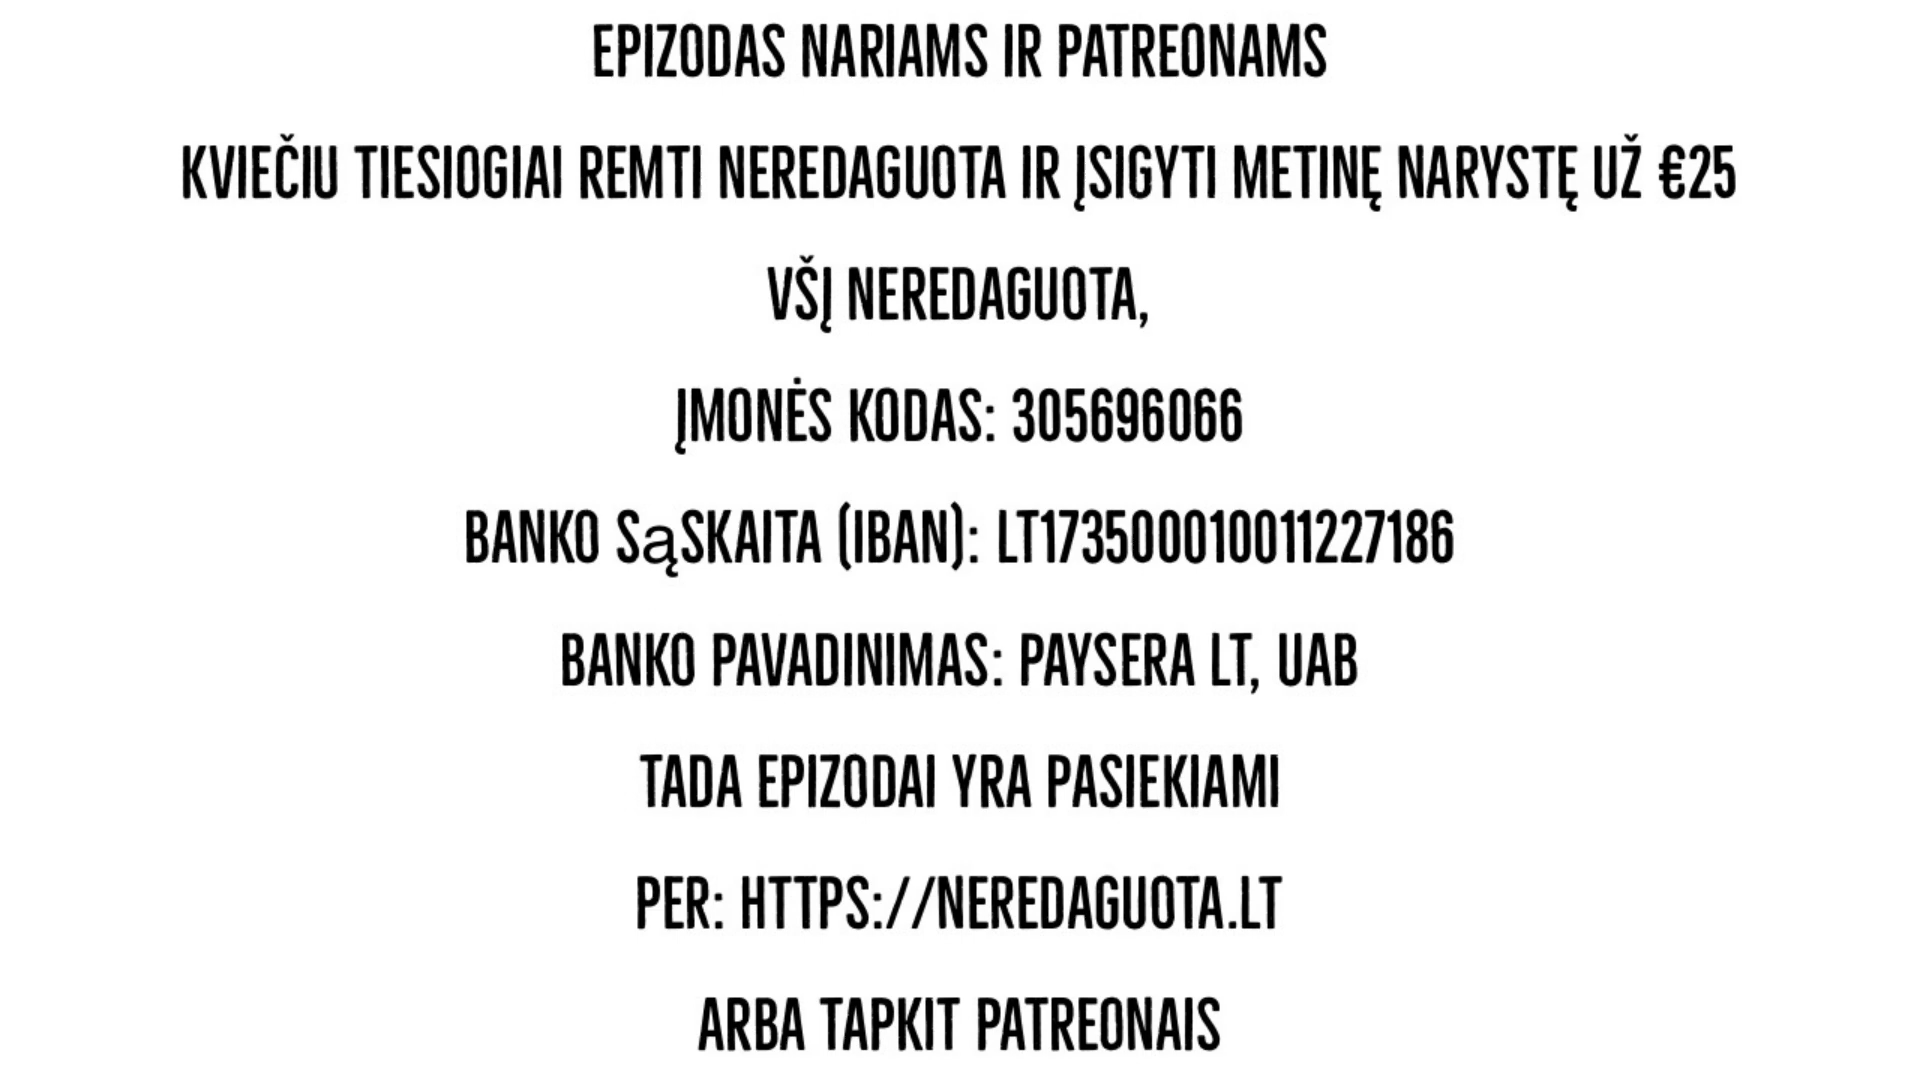 EPIZODAS NARIAMS IR PATREONAMS
KVIEČIU TIESIOGIAI REMTI NEREDAGUOTA IR ĮSIGYTI METINĘ NARYSTĘ UŽ €25
VŠĮ NEREDAGUOTA,
ĮMONĖS KODAS: 305696066
BANKO SąSKAITA (IBAN): LT173500010011227186
BANKO PAVADINIMAS: PAYSERA LT, UAB
TADA EPIZODAI YRA PASIEKIAMI
PER: HTTPS://NEREDAGUOTA.LT
ARBA TAPKIT PATREONAIS